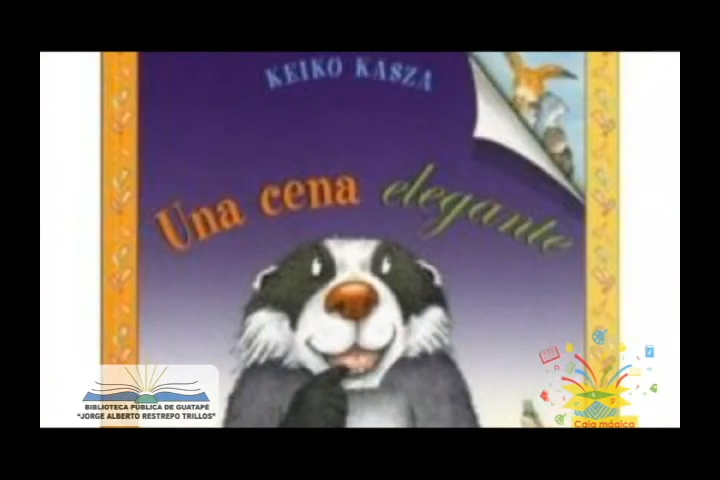 KEIKO KASZA
Una cena elegante
BIBLIOTECA PÚBLICA DE GUATAPÉ
"JORGE ALBERTO RESTREPO TRILLOS"
Caja mágica